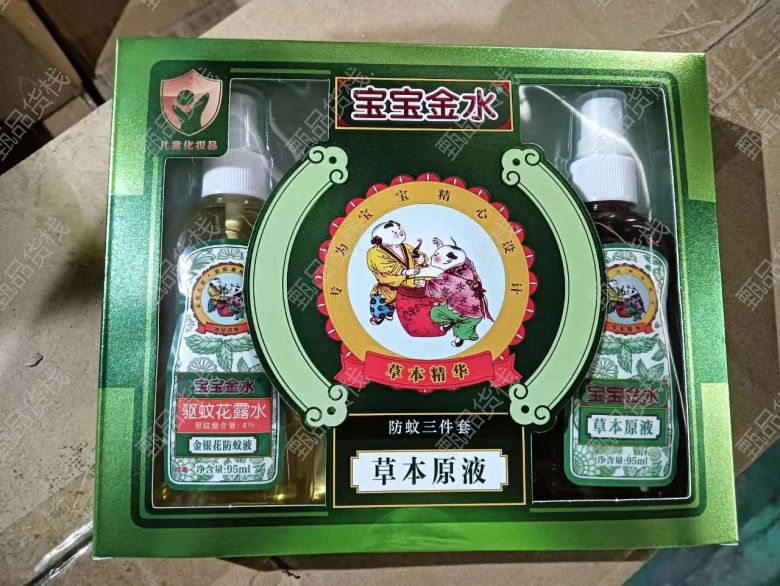 宝宝金水®
儿童化妆品
专为宝宝精心设计
草本精华
防蚊三件套
草本原液
宝宝金水
驱蚊花露水
驱蚊酯含量：4%
金银花防蚊液
微毒
净含量:95ml
宝宝金水
草本原液
净含量:95ml
甄品货栈